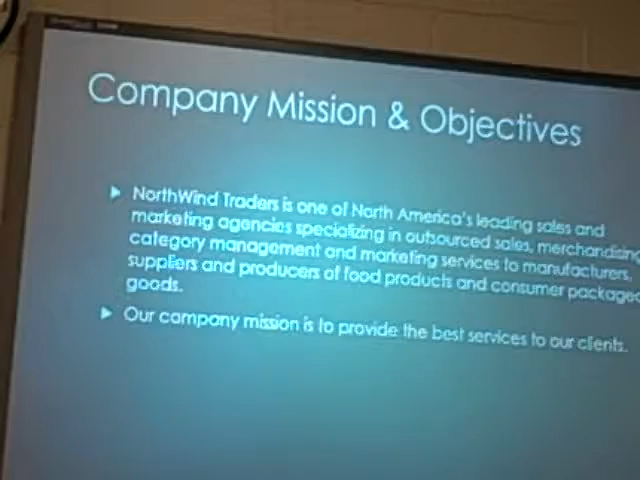 Company Mission & Objectives
NorthWind Traders is one of North America's leading sales and
marketing agencies specializing in outsourced sales, merchandising
category management and marketing services to manufacturers,
suppliers and producers of food products and consumer package
goods.
Our company mission is to provide the best services to our clients.